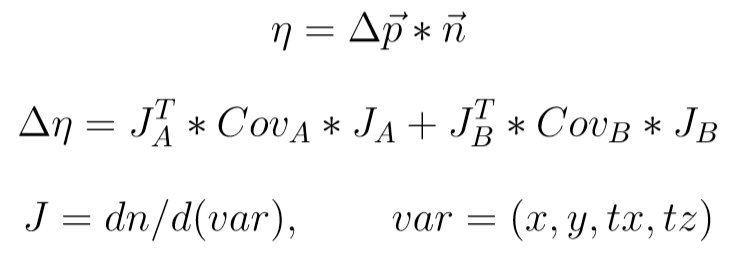 η = Δp⃗ * n⃗
Δη = J_A^T * Cov_A * J_A + J_B^T * Cov_B * J_B
J = dn/d(var), var = (x, y, tx, tz)